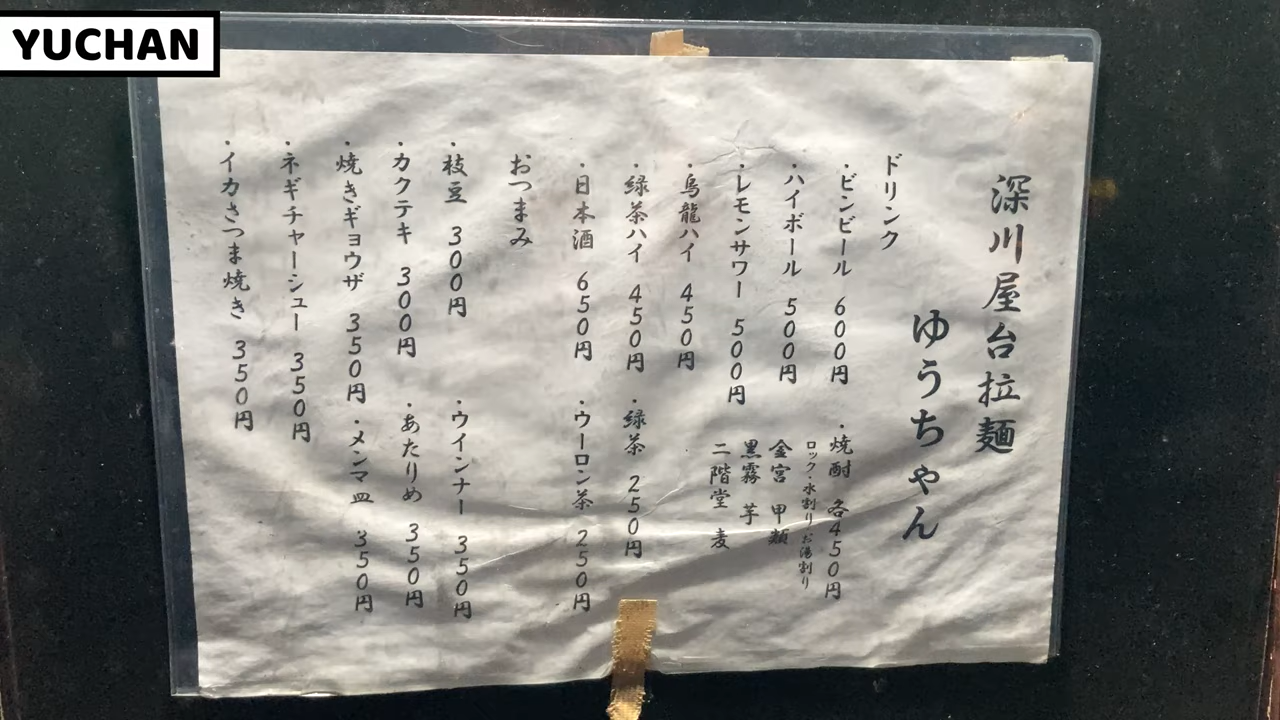 YUCHAN
深川屋台拉麺
ゆうちゃん
ドリンク
・ビンビール 600円
・焼酎 各450円
ロック・水割り・お湯割り
金宮 甲類
黒霧 芋
二階堂 麦
・ハイボール 500円
・レモンサワー 500円
・烏龍ハイ 450円
・緑茶ハイ 450円
・緑茶 250円
・日本酒 650円
・ウーロン茶 250円
おつまみ
・枝豆 300円
・ウインナー 350円
・カクテキ 300円
・あたりめ 350円
・焼きギョウザ 350円
・メンマ皿 350円
・ネギチャーシュー 350円
・イカさつま焼き 350円